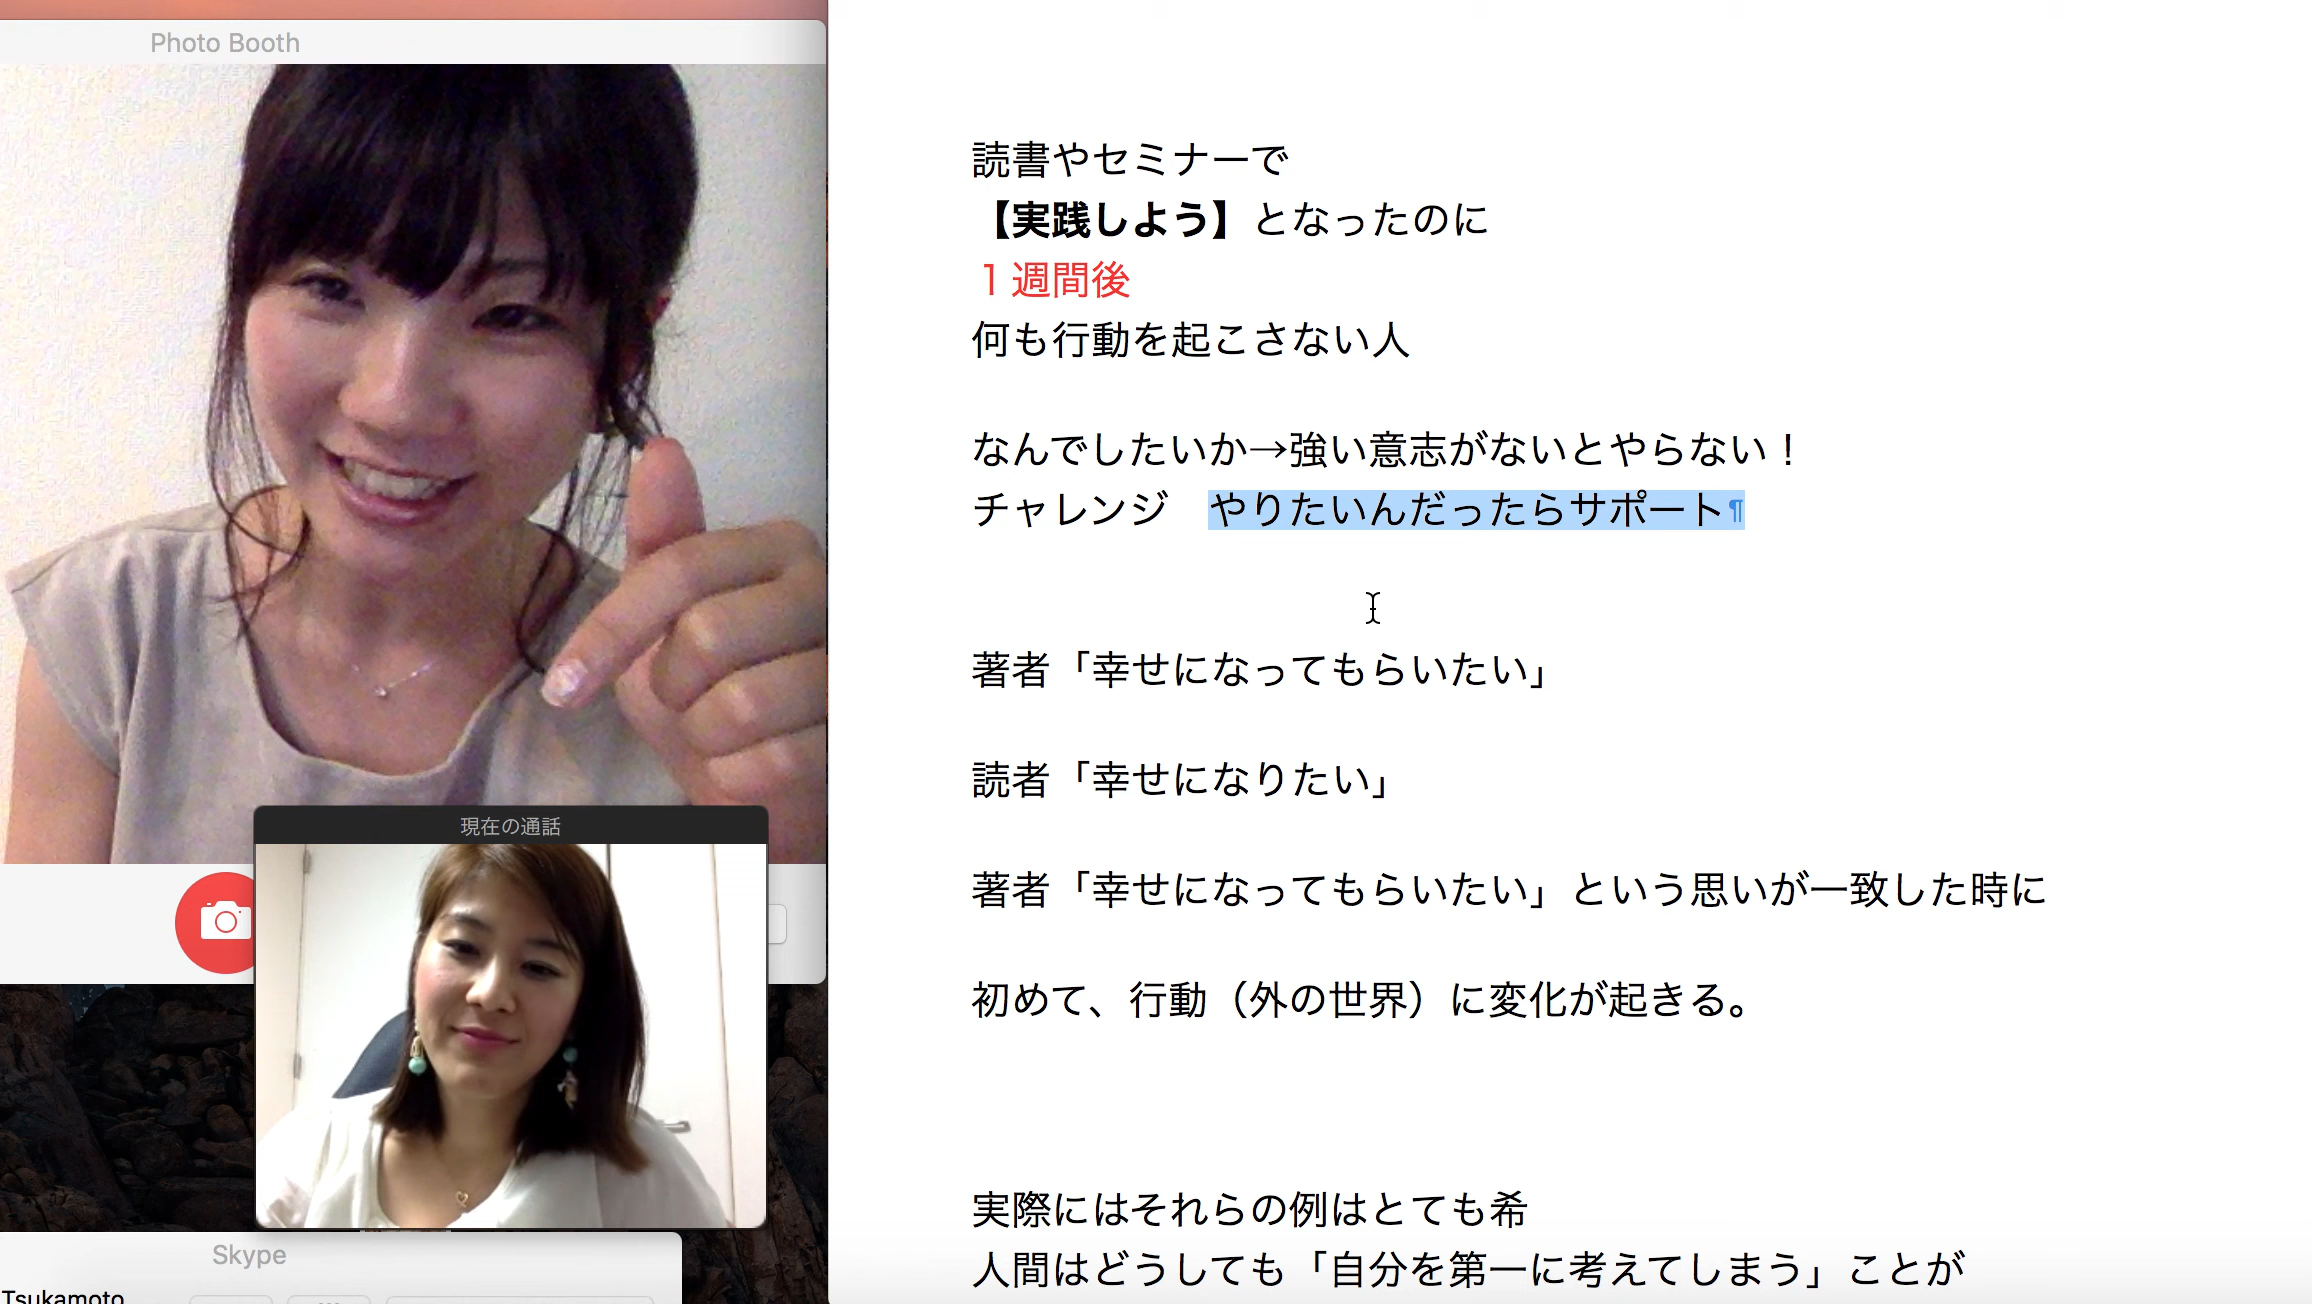 Photo Booth
読書やセミナーで
【実践しよう】となったのに
１週間後
何も行動を起こさない人
なんでしたいか→強い意志がないとやらない！
チャレンジ　やりたいんだったらサポート¶
著者「幸せになってもらいたい」
読者「幸せになりたい」
著者「幸せになってもらいたい」という思いが一致した時に
初めて、行動（外の世界）に変化が起きる。
実際にはそれらの例はとても希
人間はどうしても「自分を第一に考えてしまう」ことが
現在の通話
Skype
Tsukamoto